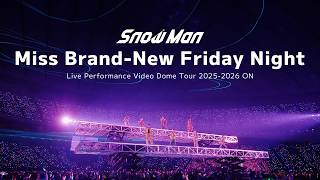 Snow Man
Miss Brand-New Friday Night
Live Performance Video Dome Tour 2025-2026 ON